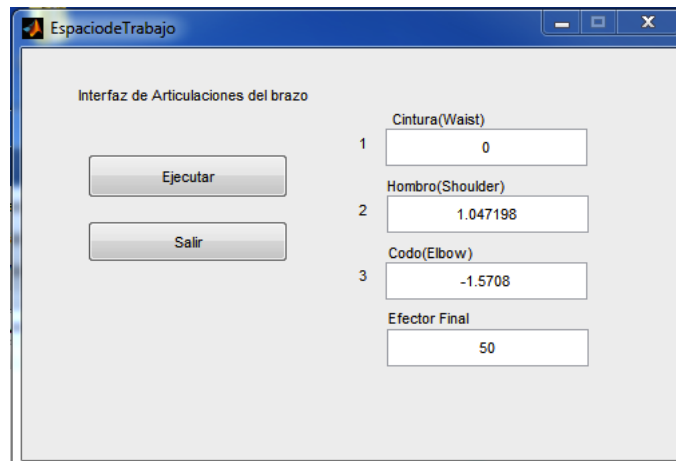 EspaciodeTrabajo
Interfaz de Articulaciones del brazo
Ejecutar
Salir
Cintura(Waist)
1
0
Hombro(Shoulder)
2
1.047198
Codo(Elbow)
3
-1.5708
Efector Final
50